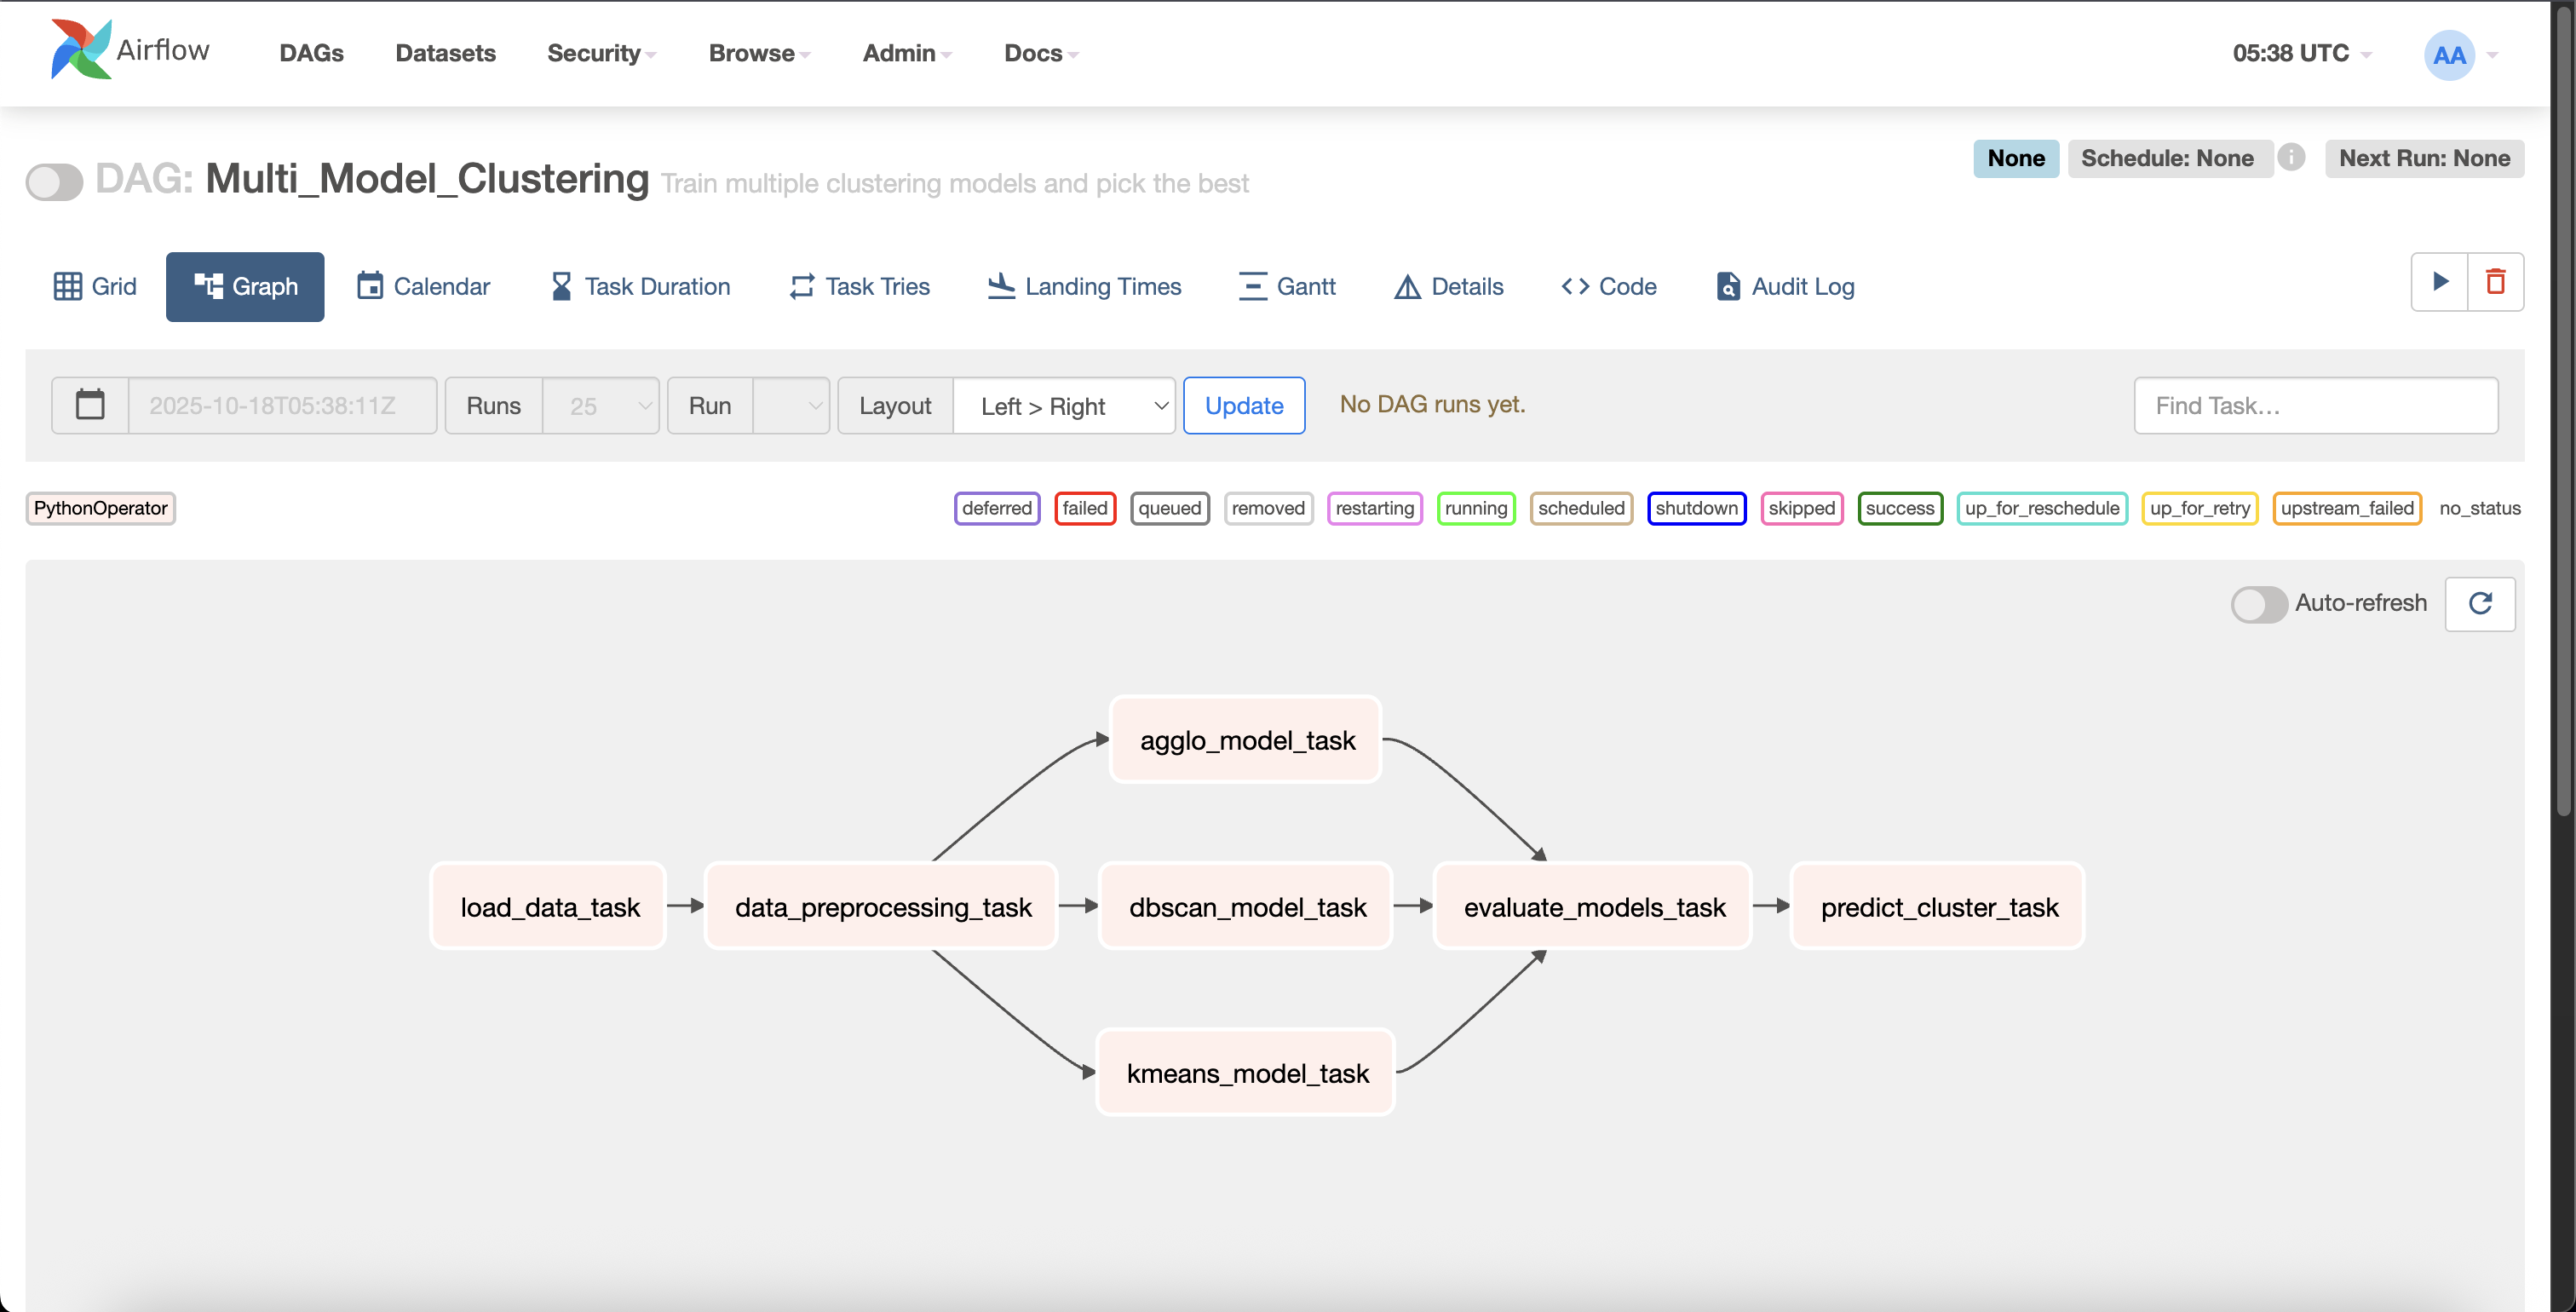 Airflow DAGs Datasets Security Browse Admin Docs 05:38 UTC AA
DAG: Multi_Model_Clustering Train multiple clustering models and pick the best None Schedule: None Next Run: None
Grid Graph Calendar Task Duration Task Tries Landing Times Gantt Details Code Audit Log
2025-10-18T05:38:11Z Runs 25 Run Layout Left > Right Update No DAG runs yet. Find Task…
PythonOperator deferred failed queued removed restarting running scheduled shutdown skipped success up_for_reschedule up_for_retry upstream_failed no_status
Auto-refresh
agglo_model_task
load_data_task data_preprocessing_task dbscan_model_task evaluate_models_task predict_cluster_task
kmeans_model_task